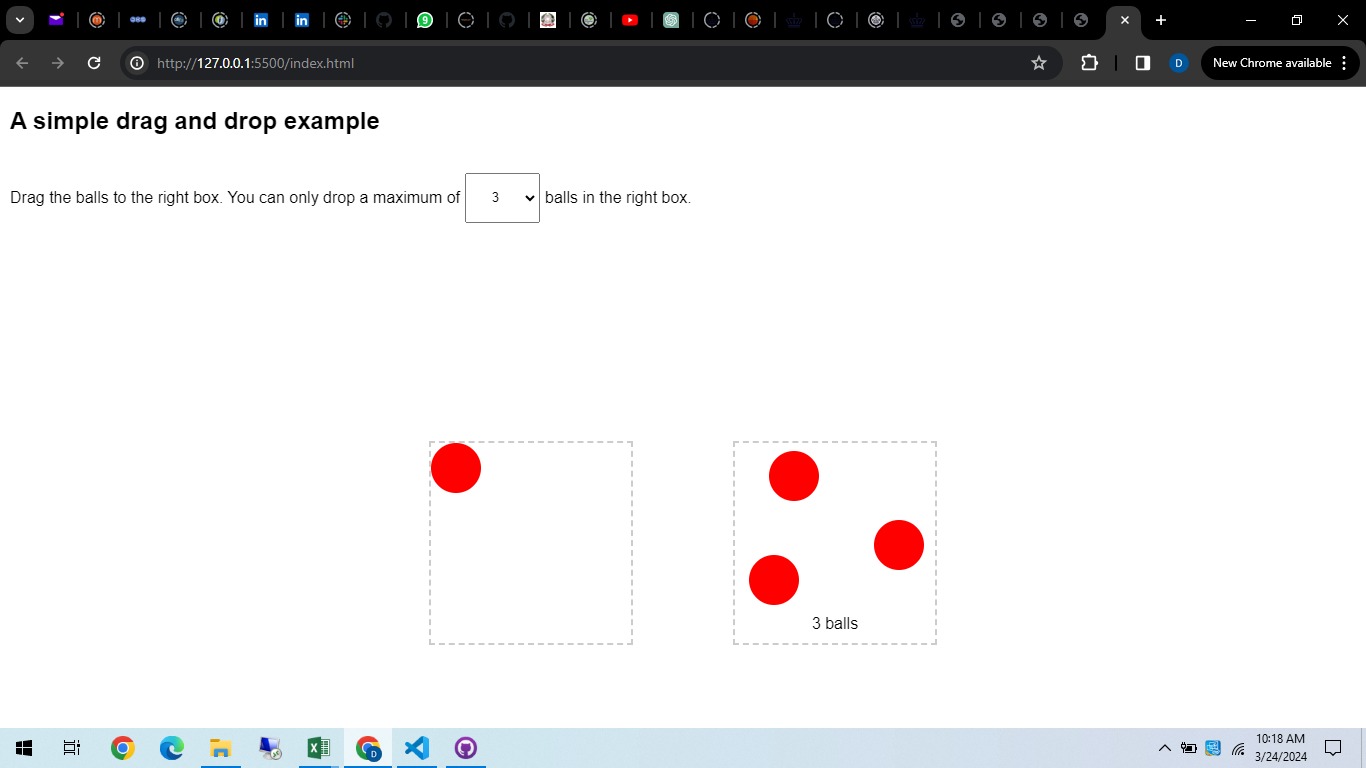 9
http://127.0.0.1:5500/index.html
D
New Chrome available
A simple drag and drop example
Drag the balls to the right box. You can only drop a maximum of 3 balls in the right box.
3 balls
10:18 AM
3/24/2024